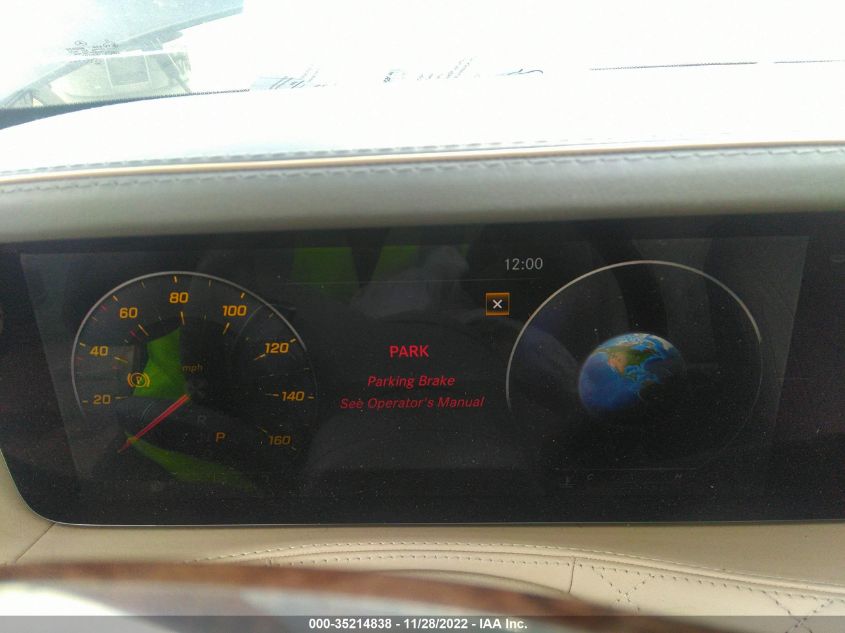 12:00
80
60
100
40
120
mph
20
140
R
P
160
PARK
Parking Brake
See Operator's Manual
000-35214838 - 11/28/2022 - IAA Inc.